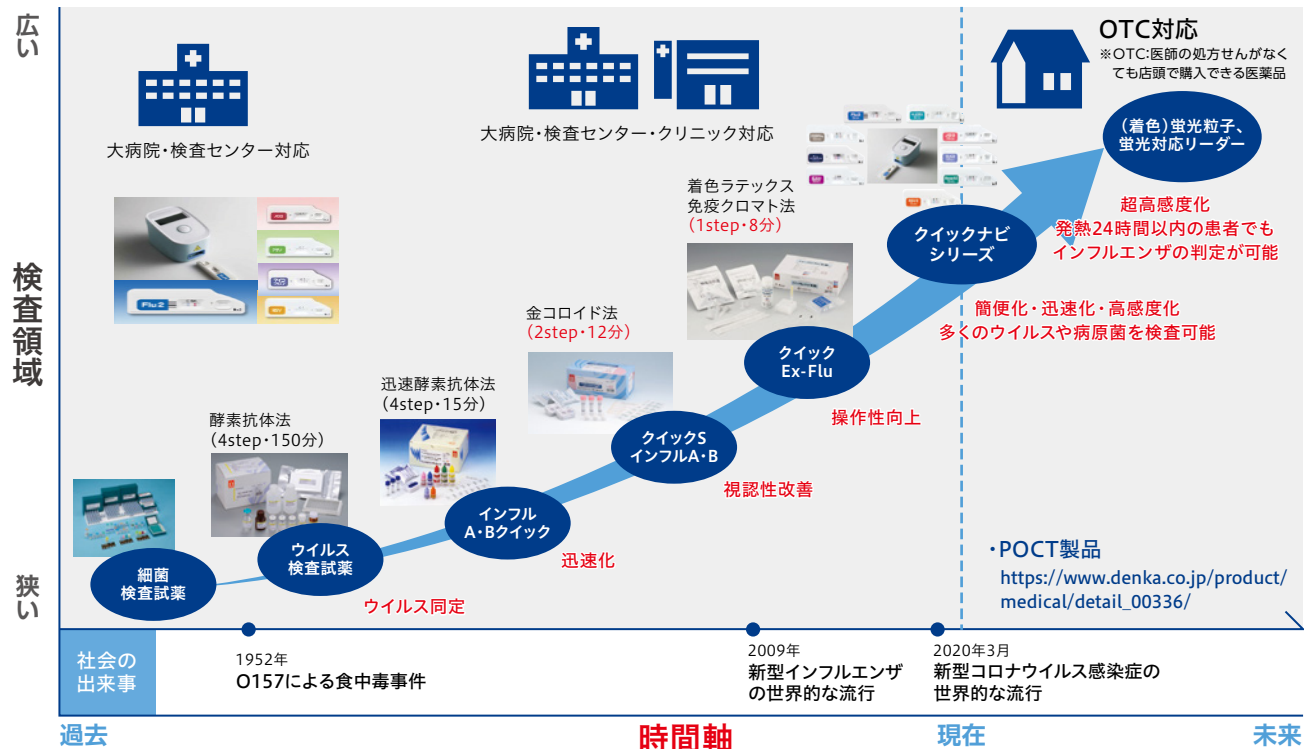 広い
検査領域
狭い
大病院・検査センター対応
大病院・検査センター・クリニック対応
OTC対応
※OTC:医師の処方せんがなく
ても店頭で購入できる医薬品
(着色)蛍光粒子、
蛍光対応リーダー
超高感度化
発熱24時間以内の患者でも
インフルエンザの判定が可能
着色ラテックス
免疫クロマト法
(1step・8分)
クイックナビ
シリーズ
簡便化・迅速化・高感度化
多くのウイルスや病原菌を検査可能
Flu2
金コロイド法
(2step・12分)
クイック
Ex-Flu
操作性向上
迅速酵素抗体法
(4step・15分)
クイックS
インフルA・B
視認性改善
酵素抗体法
(4step・150分)
インフル
A・Bクイック
迅速化
ウイルス
検査試薬
ウイルス同定
細菌
検査試薬
・POCT製品
https://www.denka.co.jp/product/
medical/detail_00336/
社会の
出来事
1952年
O157による食中毒事件
2009年
新型インフルエンザ
の世界的な流行
2020年3月
新型コロナウイルス感染症の
世界的な流行
過去
時間軸
現在
未来